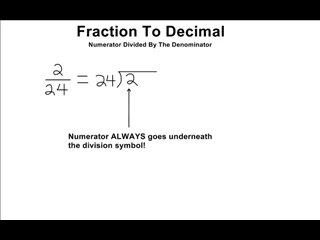 Fraction To Decimal
Numerator Divided By The Denominator
2
24 = 24)2
Numerator ALWAYS goes underneath
the division symbol!